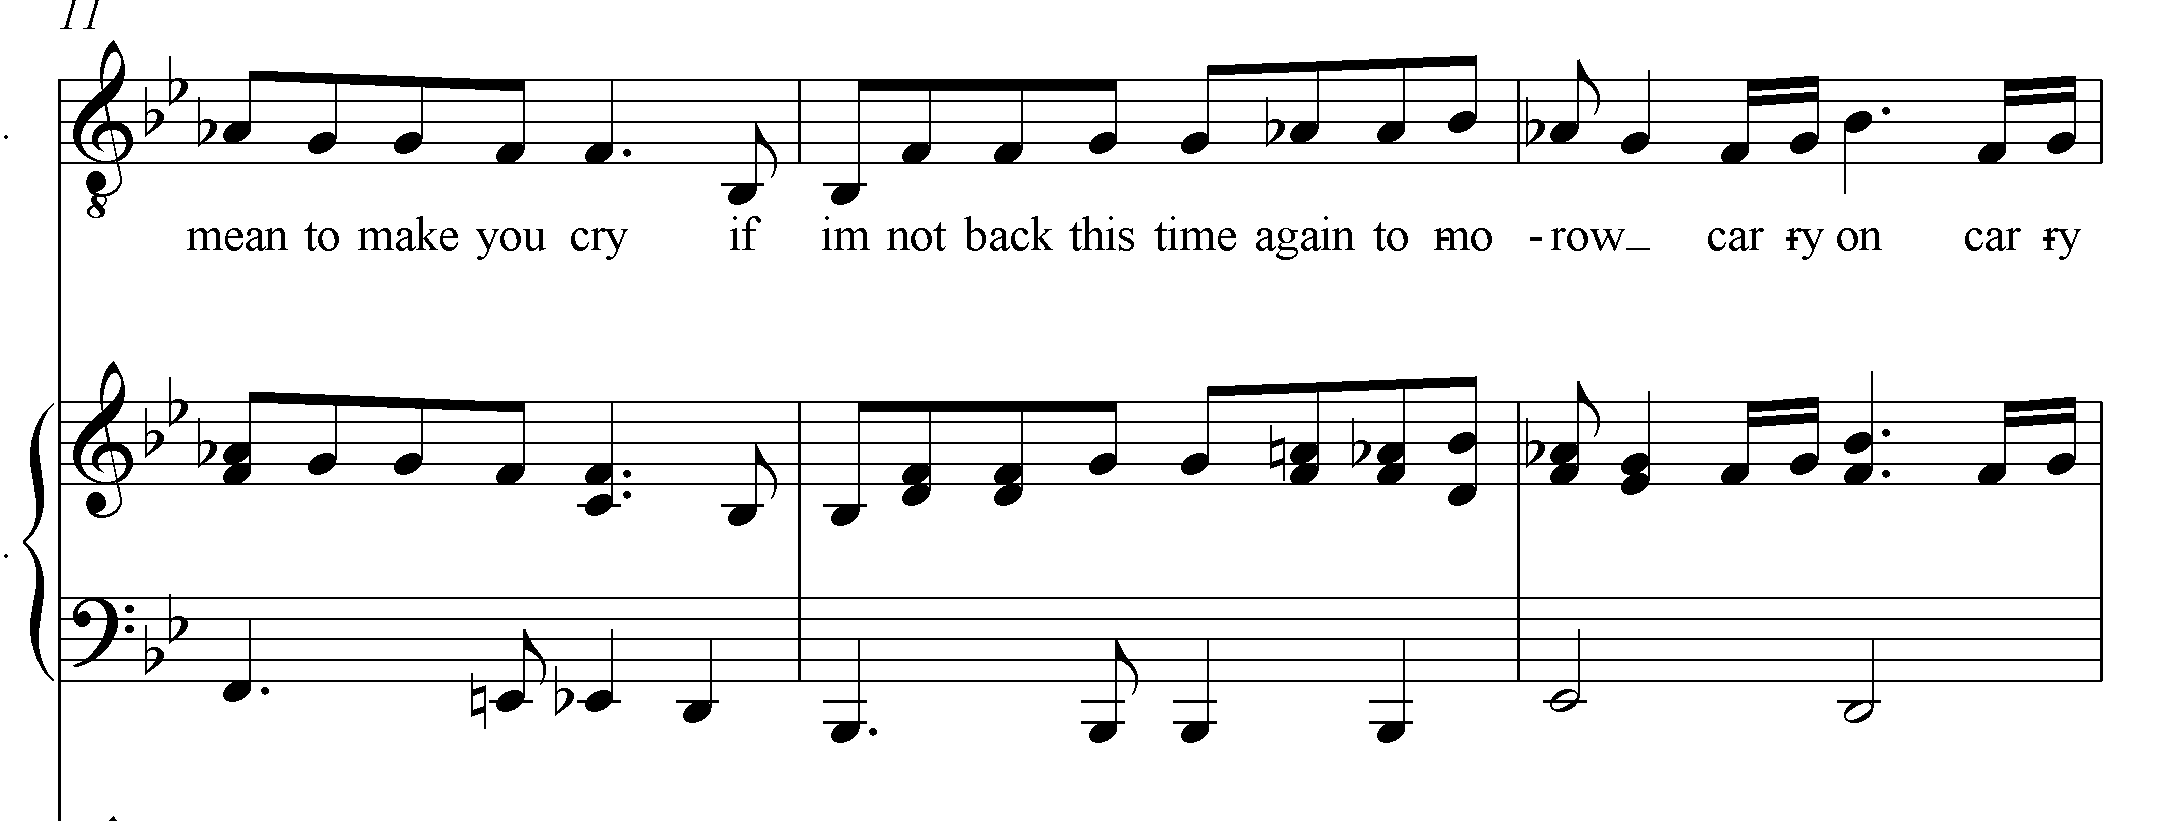 11
mean to make you cry if im not back this time again to -mo -row_ car -ry on car -ry